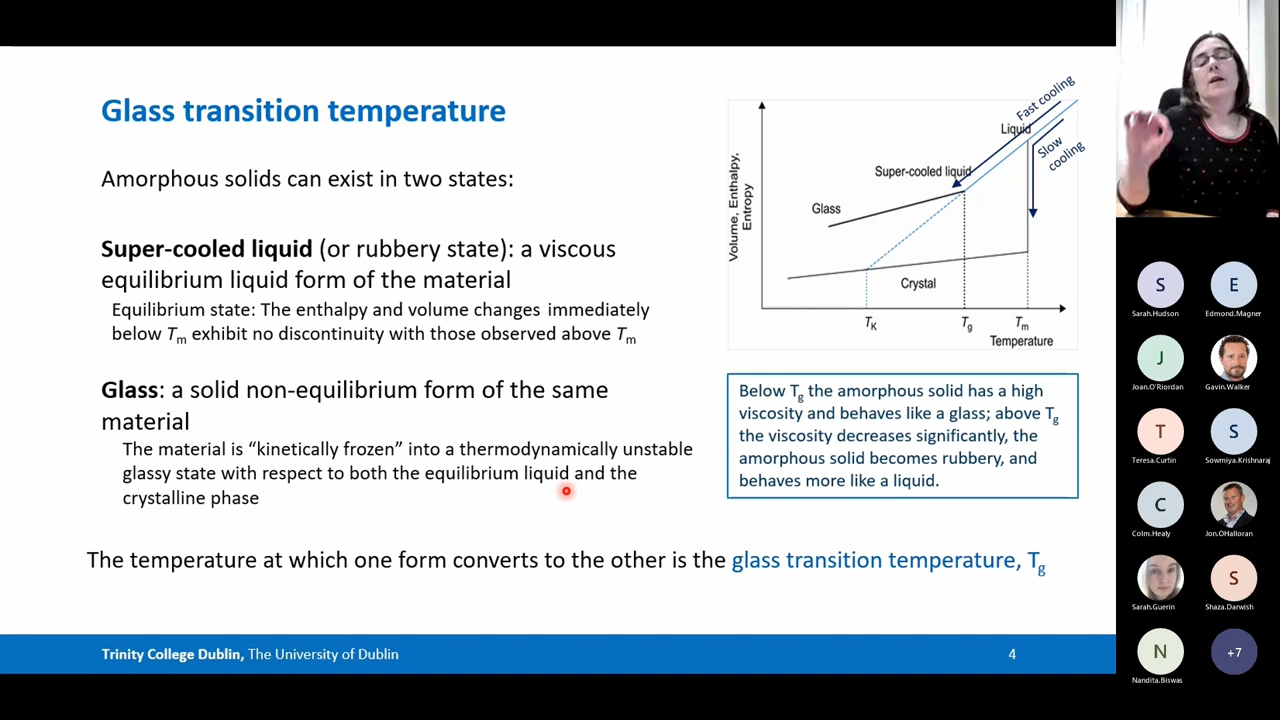 Glass transition temperature
Amorphous solids can exist in two states:
Super-cooled liquid (or rubbery state): a viscous
equilibrium liquid form of the material
Equilibrium state: The enthalpy and volume changes immediately
below Tm exhibit no discontinuity with those observed above Tm
Glass: a solid non-equilibrium form of the same
material
The material is “kinetically frozen” into a thermodynamically unstable
glassy state with respect to both the equilibrium liquid and the
crystalline phase
Volume, Enthalpy,
Entropy
Fast cooling
Liquid
Slow
cooling
Super-cooled liquid
Glass
Crystal
TK
Tg
Tm
Temperature
Below Tg the amorphous solid has a high
viscosity and behaves like a glass; above Tg
the viscosity decreases significantly, the
amorphous solid becomes rubbery, and
behaves more like a liquid.
The temperature at which one form converts to the other is the glass transition temperature, Tg
Trinity College Dublin, The University of Dublin
4
S
E
Sarah.Hudson
Edmond.Magner
J
Joan.O'Riordan
Gavin.Walker
T
S
Teresa.Curtin
Sowmiya.Krishnaraj
C
Colm.Healy
Jon.OHalloran
S
Sarah.Guerin
Shaza.Darwish
N
+7
Nandita.Biswas